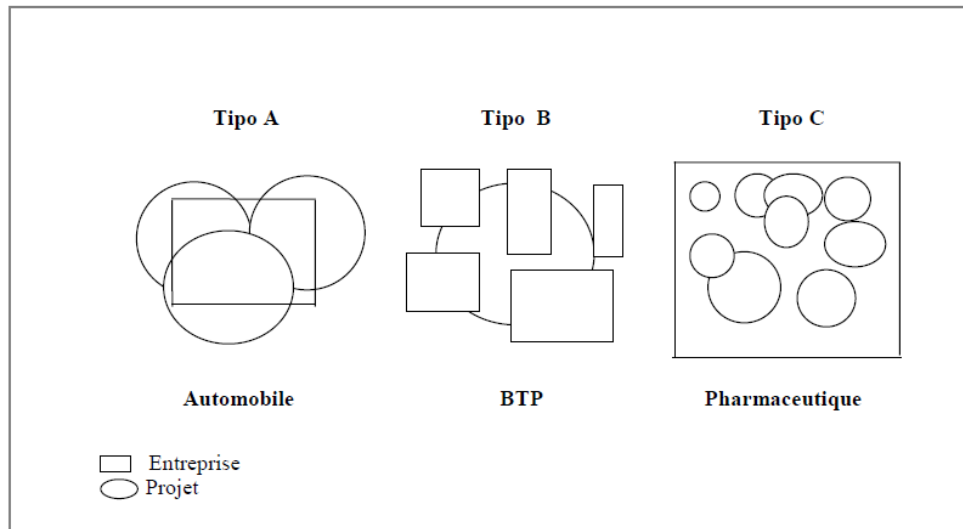 Tipo A
Tipo B
Tipo C
Automobile
BTP
Pharmaceutique
Entreprise
Projet